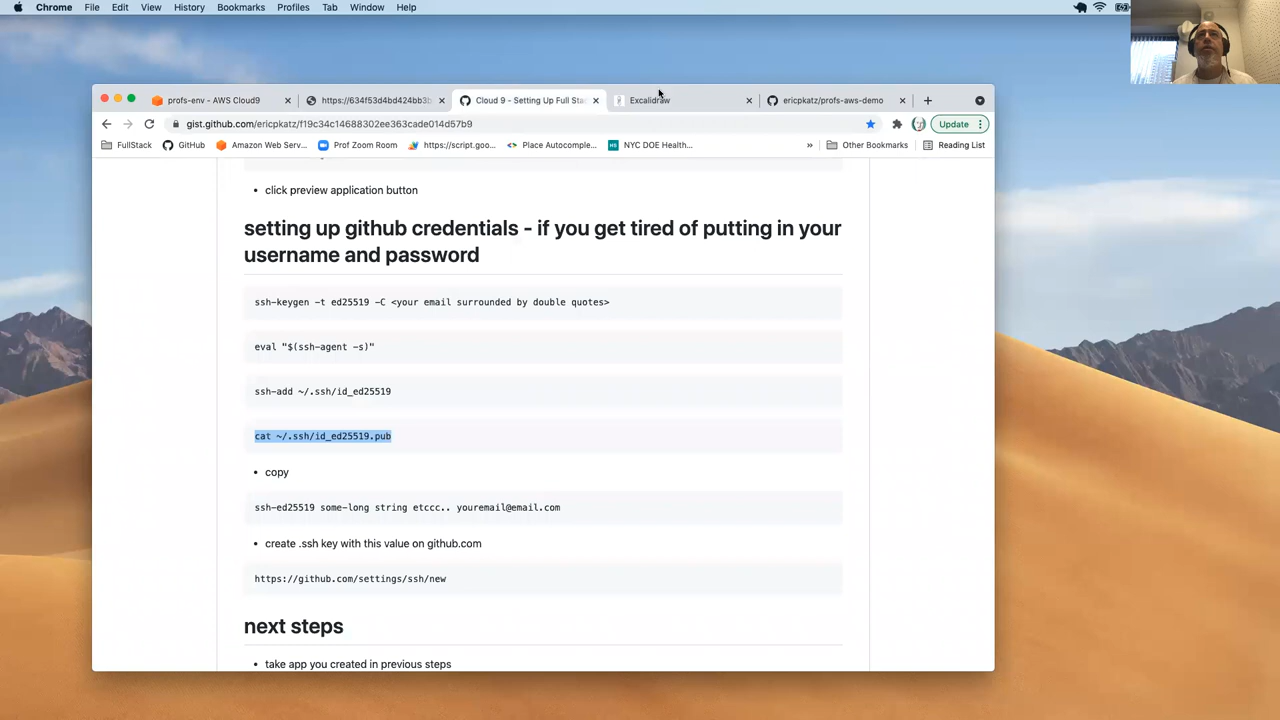 Chrome File Edit View History Bookmarks Profiles Tab Window Help
profs-env - AWS Cloud9
https://634f53d4bd424bb3b
Cloud 9 - Setting Up Full Stac
Excalidraw
ericpkatz/profs-aws-demo
gist.github.com/ericpkatz/f19c34c14688302ee363cade014d57b9
Update
FullStack GitHub Amazon Web Serv... Prof Zoom Room https://script.goo... Place Autocomple... NYC DOE Health... » Other Bookmarks Reading List
• click preview application button
setting up github credentials - if you get tired of putting in your
username and password
ssh-keygen -t ed25519 -C <your email surrounded by double quotes>
eval "$(ssh-agent -s)"
ssh-add ~/.ssh/id_ed25519
cat ~/.ssh/id_ed25519.pub
• copy
ssh-ed25519 some-long string etccc.. youremail@email.com
• create .ssh key with this value on github.com
https://github.com/settings/ssh/new
next steps
• take app you created in previous steps